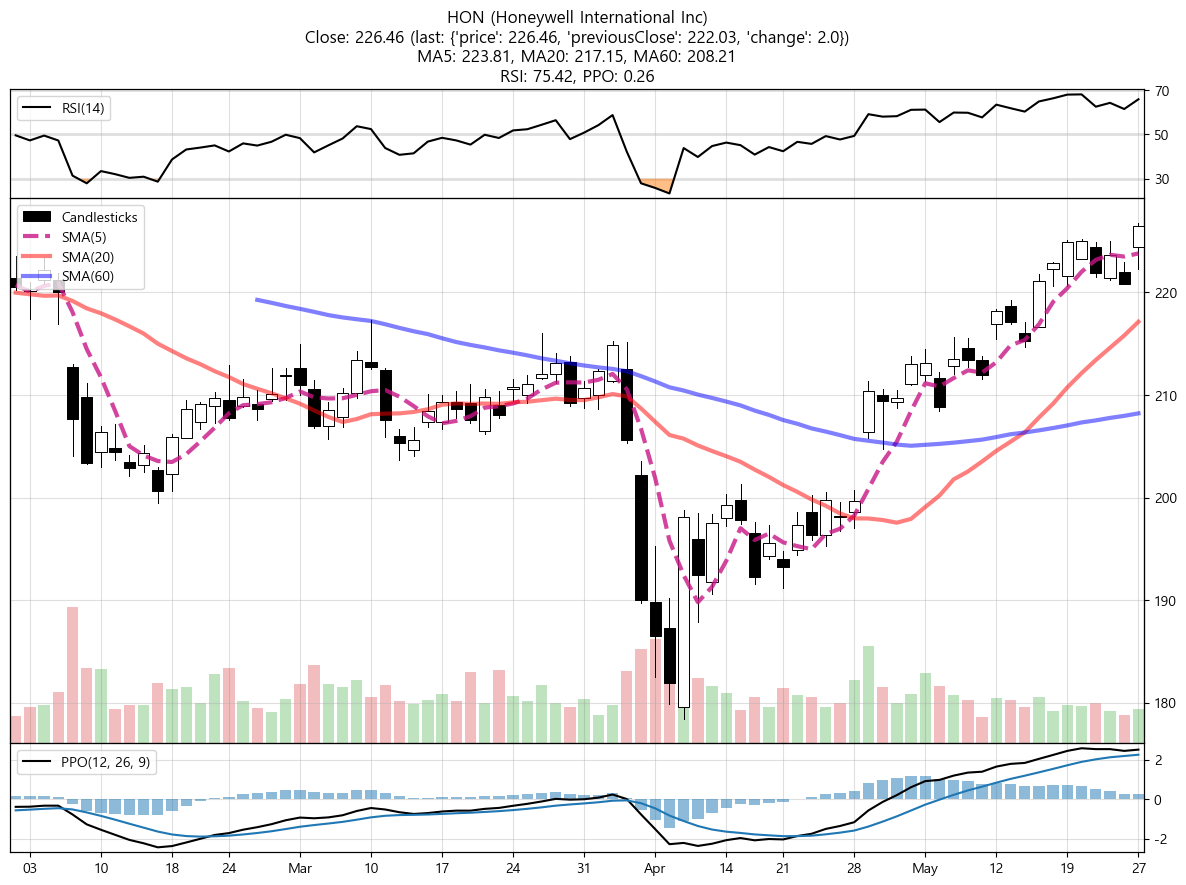 HON (Honeywell International Inc)
Close: 226.46 (last: {'price': 226.46, 'previousClose': 222.03, 'change': 2.0})
MA5: 223.81, MA20: 217.15, MA60: 208.21
RSI: 75.42, PPO: 0.26
RSI(14)
70
50
30
Candlesticks
SMA(5)
SMA(20)
SMA(60)
220
210
200
190
180
PPO(12, 26, 9)
2
0
-2
03 10 18 24 Mar 10 17 24 31 Apr 14 21 28 May 12 19 27